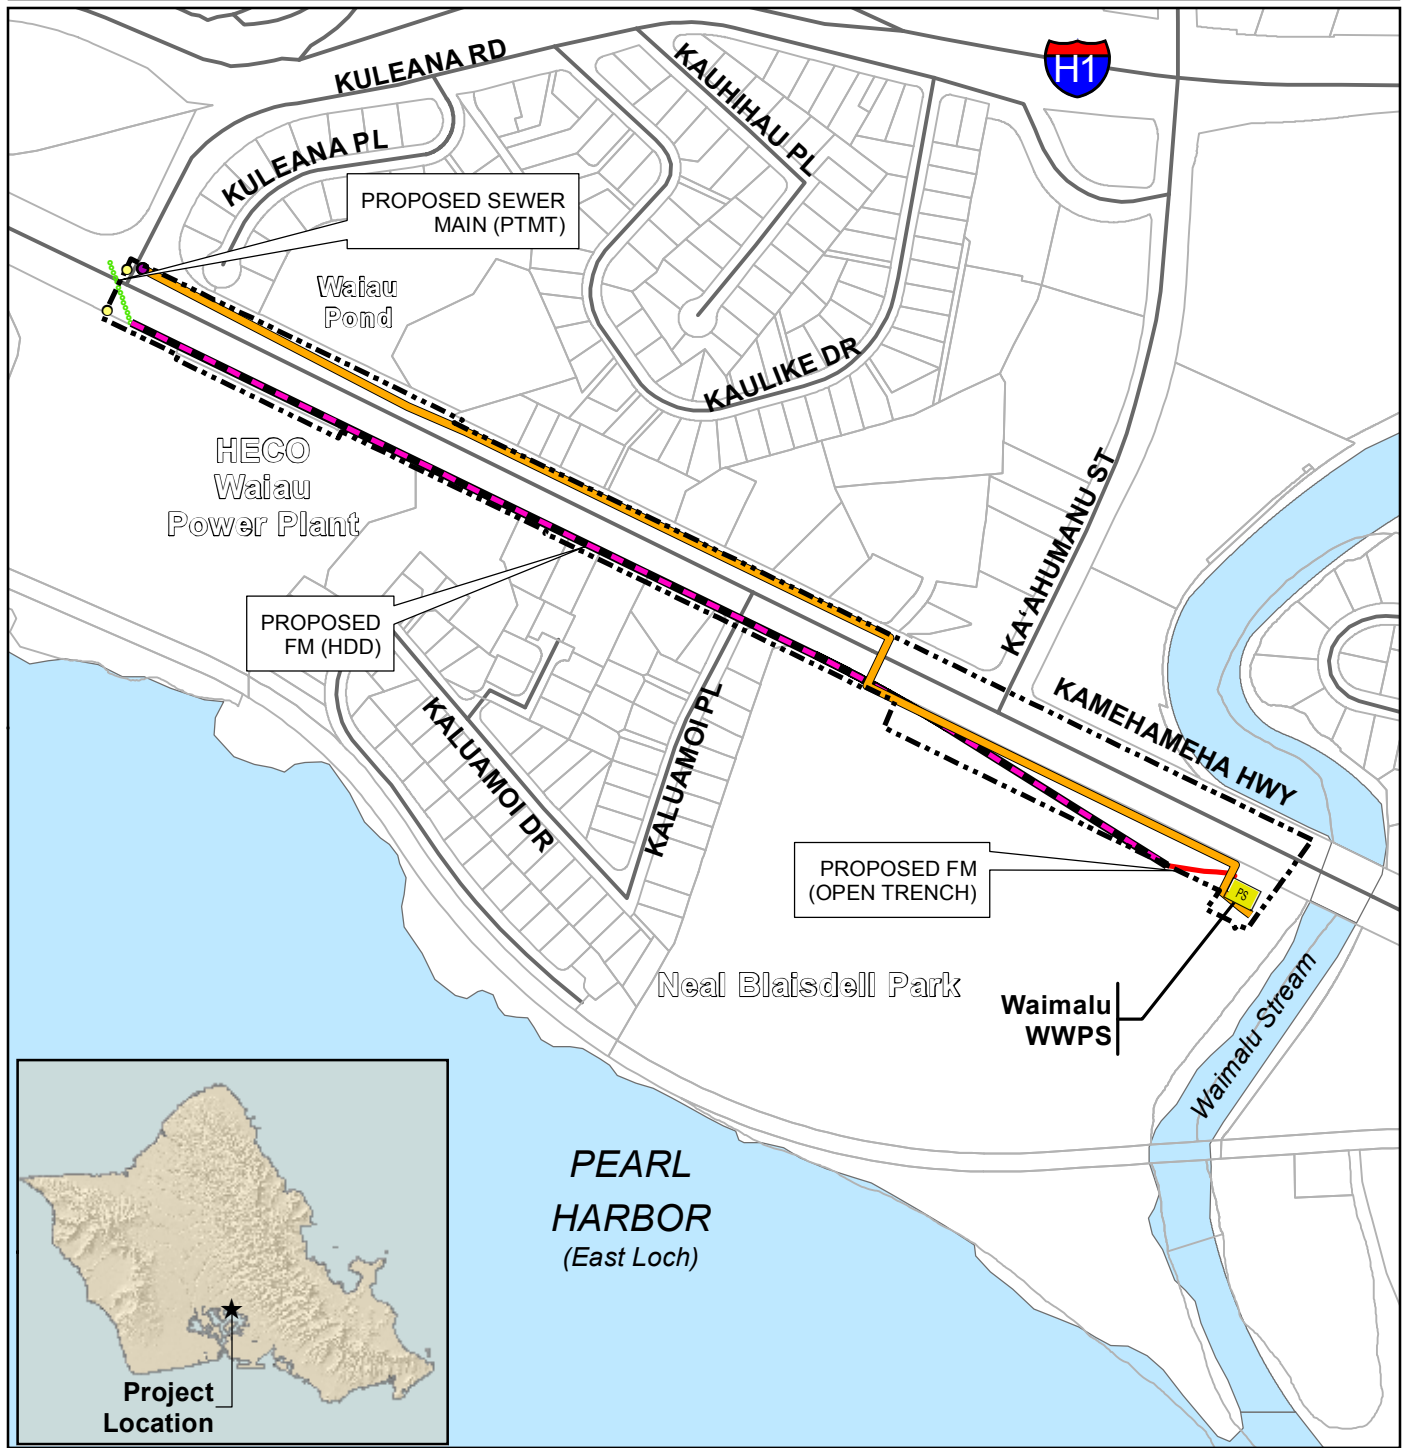 KULEANA RD
KAUHIHAU PL
H1
KULEANA PL
PROPOSED SEWER
MAIN (PTMT)
Waiau
Pond
KAULIKE DR
HECO
Waiau
Power Plant
KA‘AHUMANU ST
PROPOSED
FM (HDD)
KAMEHAMEHA HWY
KALUAMOI PL
KALUAMOI DR
PROPOSED FM
(OPEN TRENCH)
PS
Neal Blaisdell Park
Waimalu
WWPS
Waimalu Stream
PEARL
HARBOR
(East Loch)
Project
Location